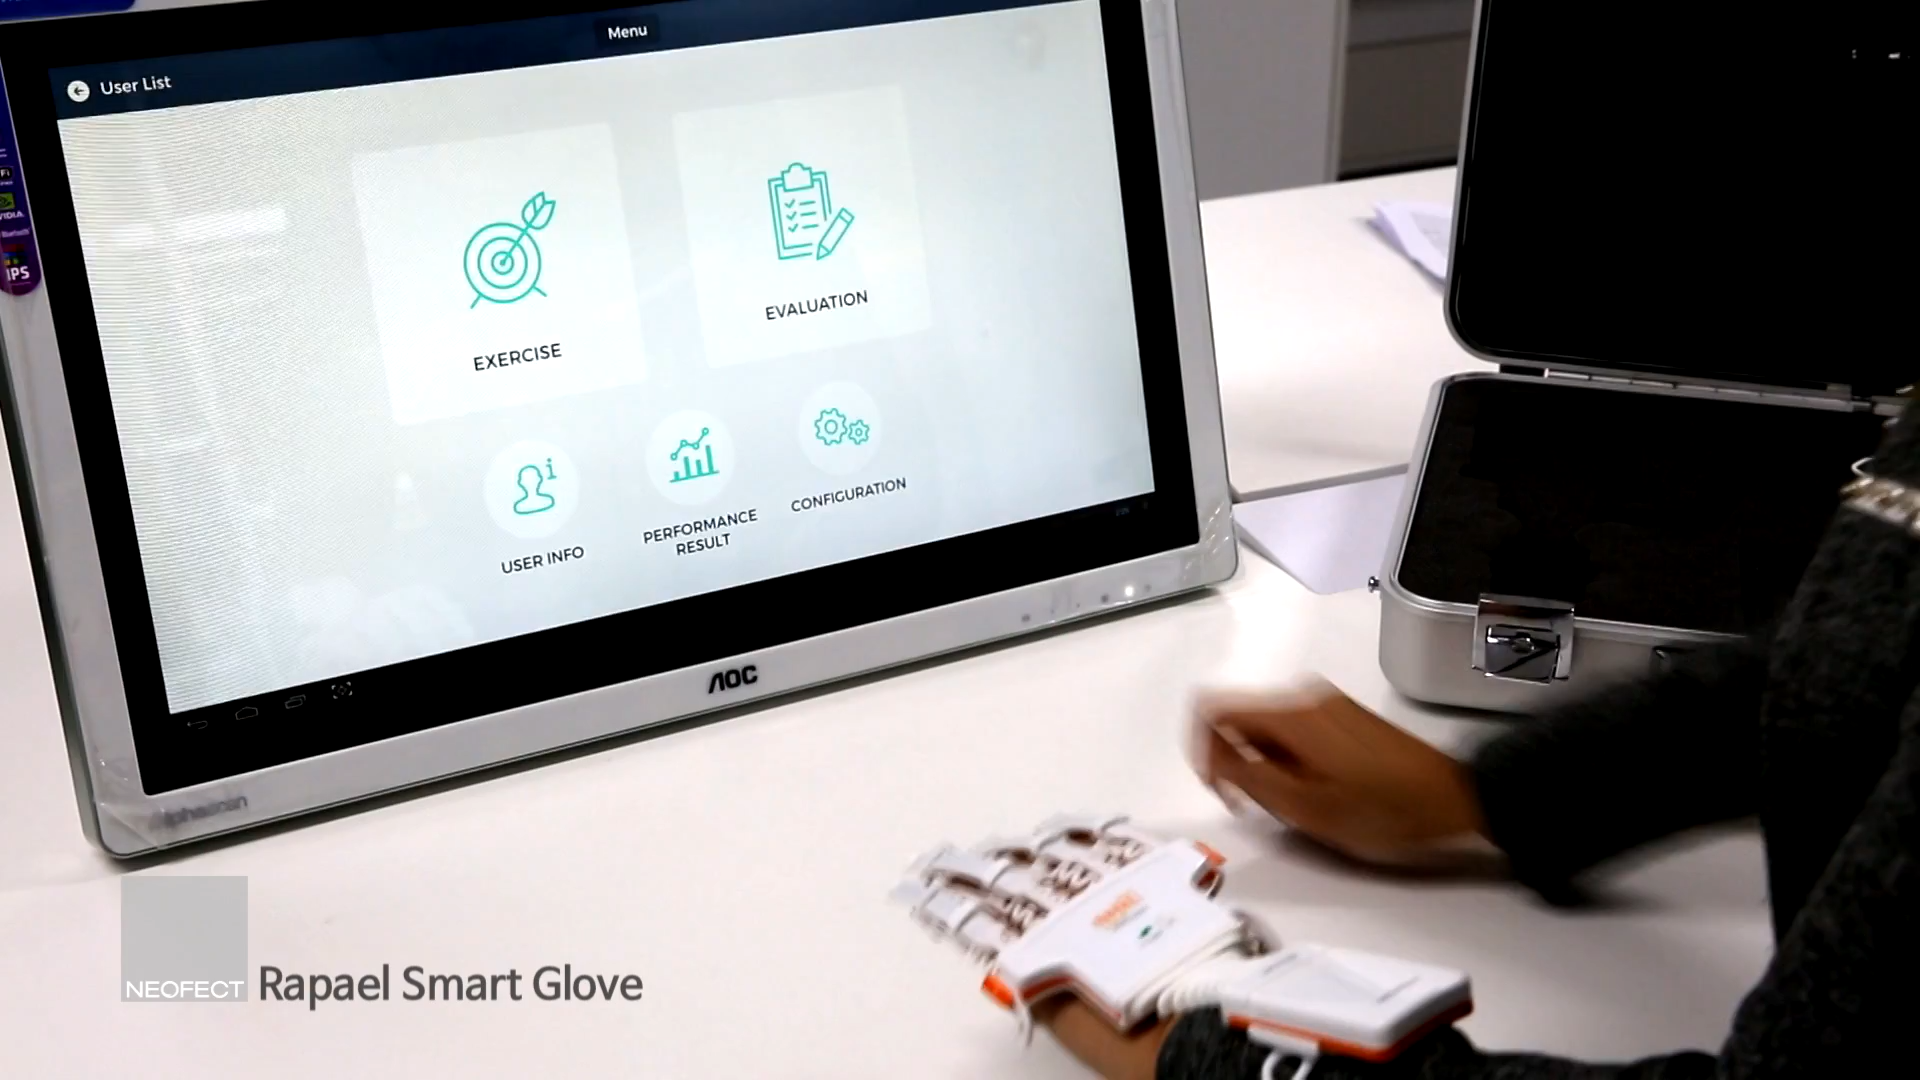 Menu
User List
EXERCISE
EVALUATION
USER INFO
PERFORMANCE
RESULT
CONFIGURATION
IPS
AOC
NEOFECT
Rapael Smart Glove